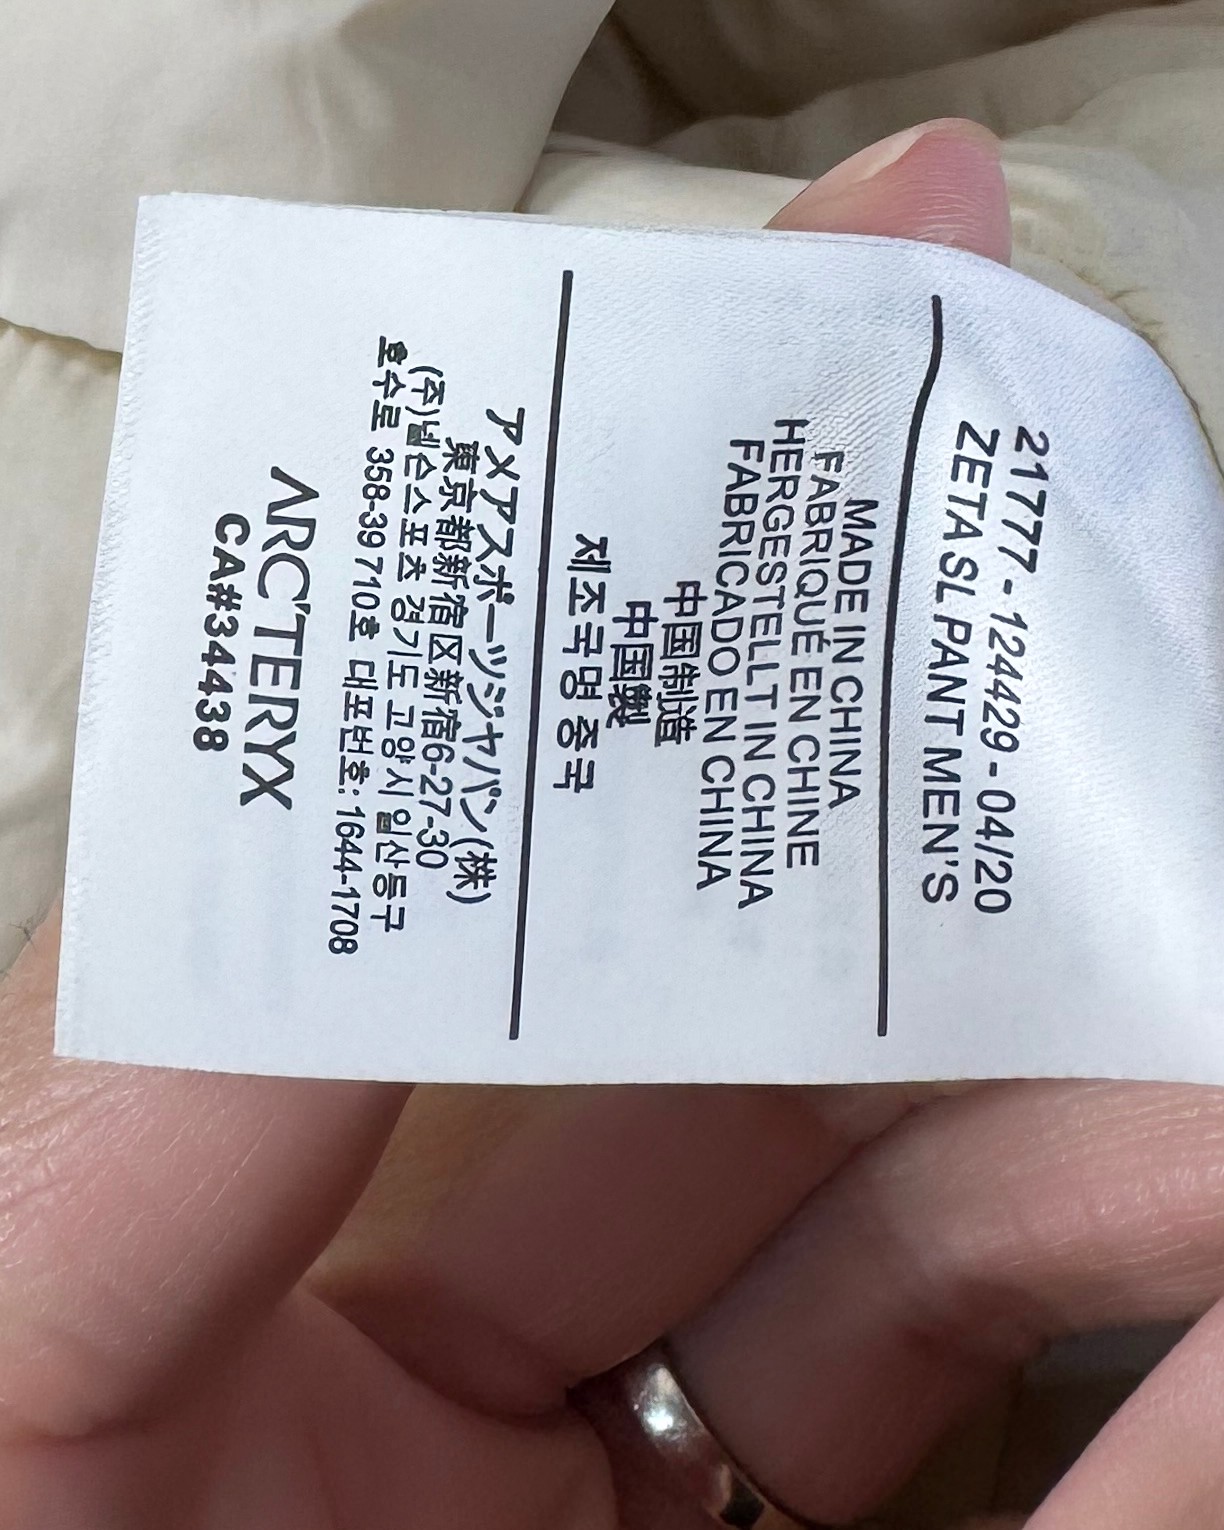 21777 - 124429 - 04/20
ZETA SL PANT MEN'S
MADE IN CHINA
FABRIQUÉ EN CHINE
HERGESTELLT IN CHINA
FABRICADO EN CHINA
中国制造
中国製
제조국명 중국
アメアスポーツジャパン(株)
東京都新宿区新宿6-27-30
(주)넬슨스포츠 경기도 고양시 일산동구
호수로 358-39 710호 대표번호: 1644-1708
ARC'TERYX
CA#34438